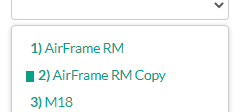 1) AirFrame RM
2) AirFrame RM Copy
3) M18